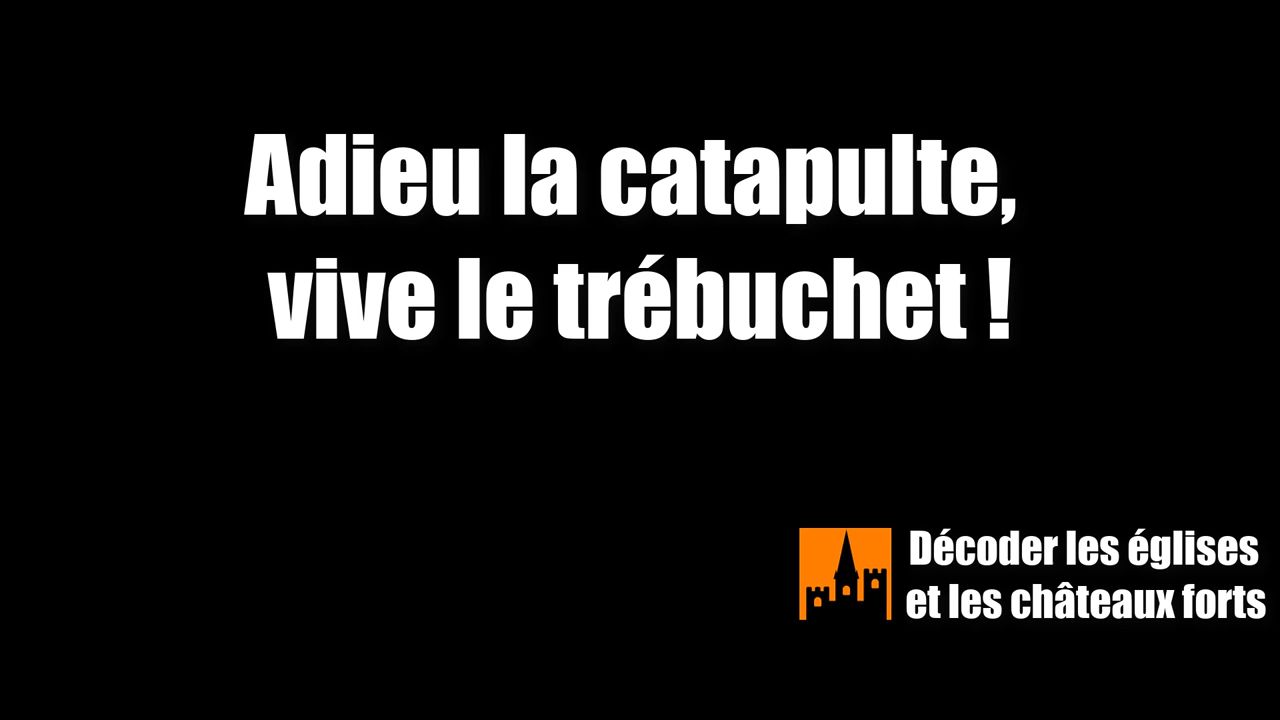 Adieu la catapulte,
vive le trébuchet !
Décoder les églises
et les châteaux forts